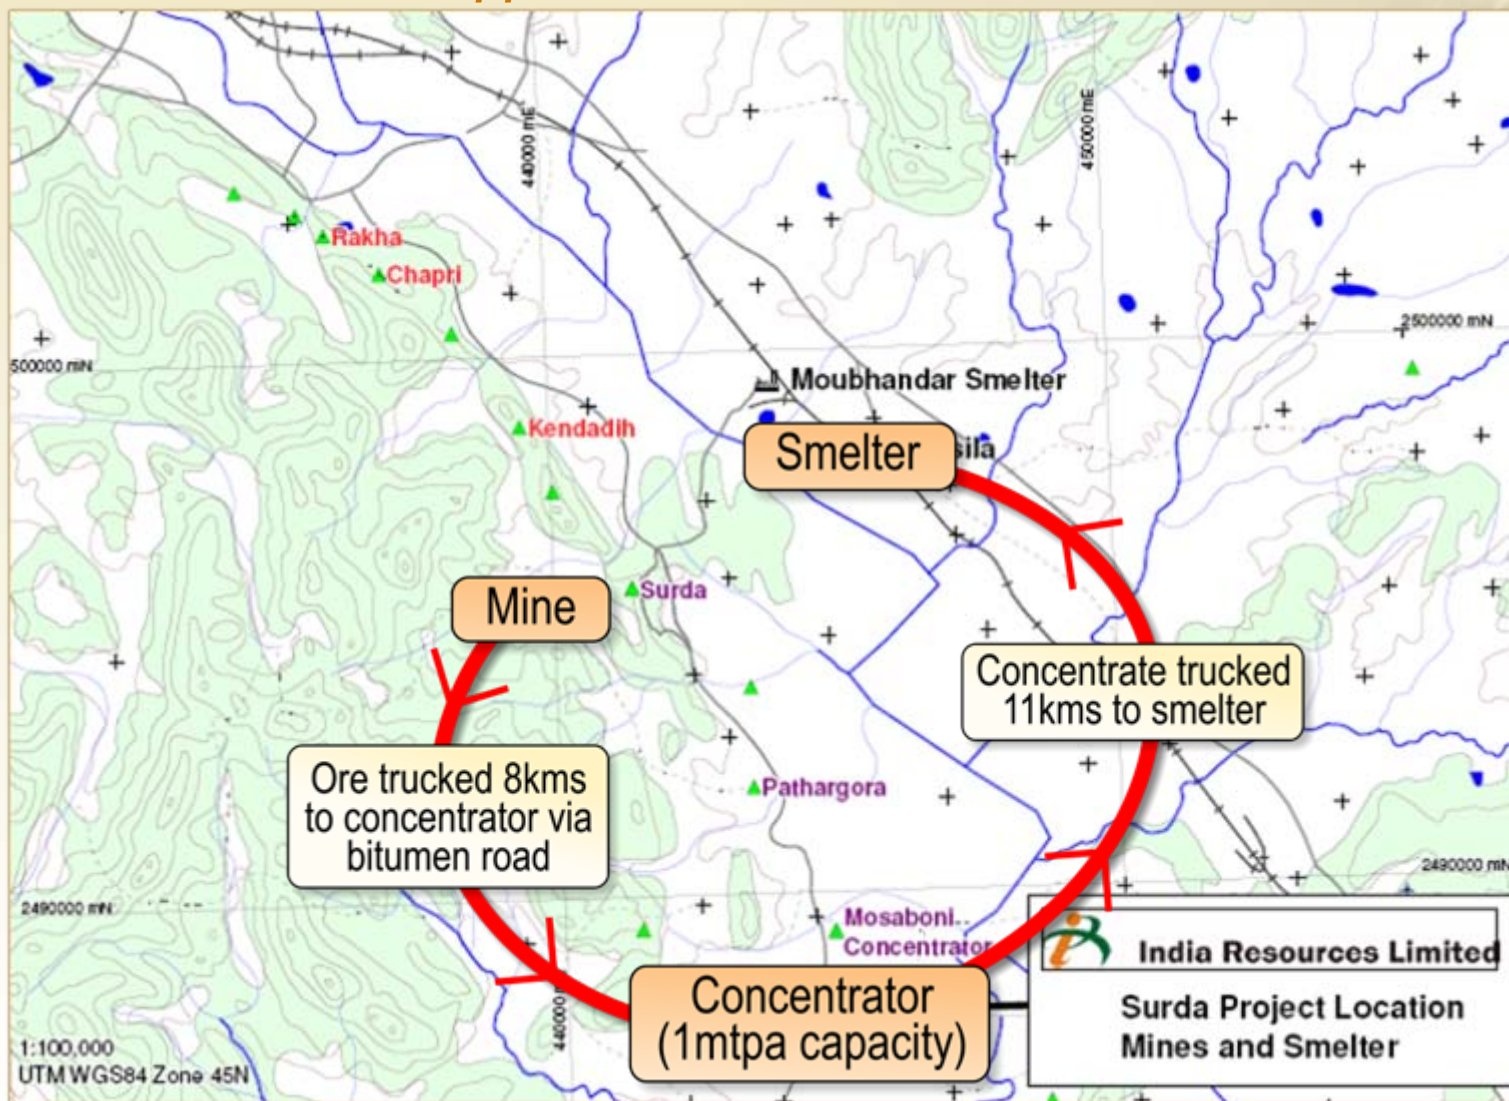 440000 mE
450000 mE
Rakha
Chapri
2500000 mN
500000 mN
Moubhandar Smelter
Kendadih
Smelter
sila
Mine
Surda
Concentrate trucked
11kms to smelter
Ore trucked 8kms
to concentrator via
bitumen road
Pathargora
2490000 mN
2490000 mN
Mosaboni
Concentrator
India Resources Limited
Concentrator
(1mtpa capacity)
440000 m
Surda Project Location
Mines and Smelter
1:100,000
UTM WGS84 Zone 45N